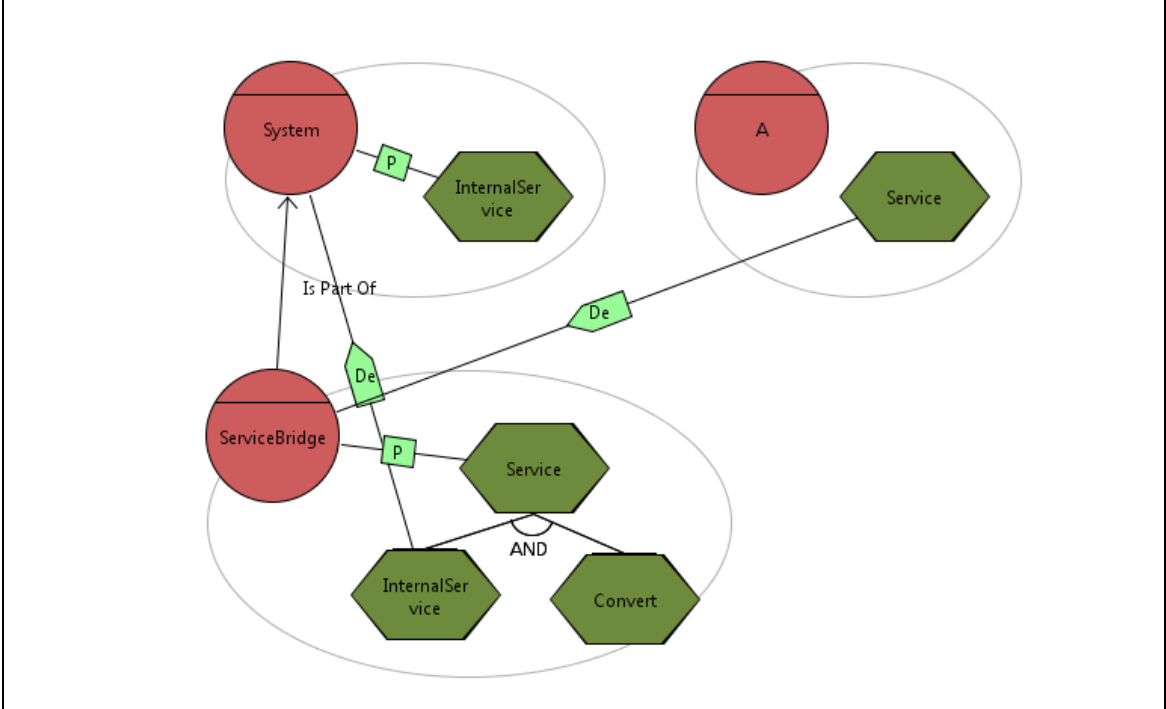 System
A
P
InternalSer
vice
Service
Is Part Of
De
De
ServiceBridge
P
Service
AND
InternalSer
vice
Convert